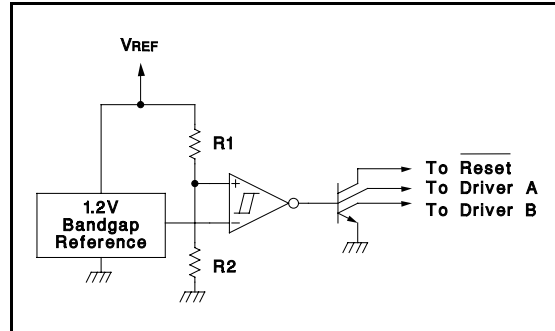 VREF
R1
+
To Reset
1.2V
Bandgap
Reference
−
To Driver A
To Driver B
R2